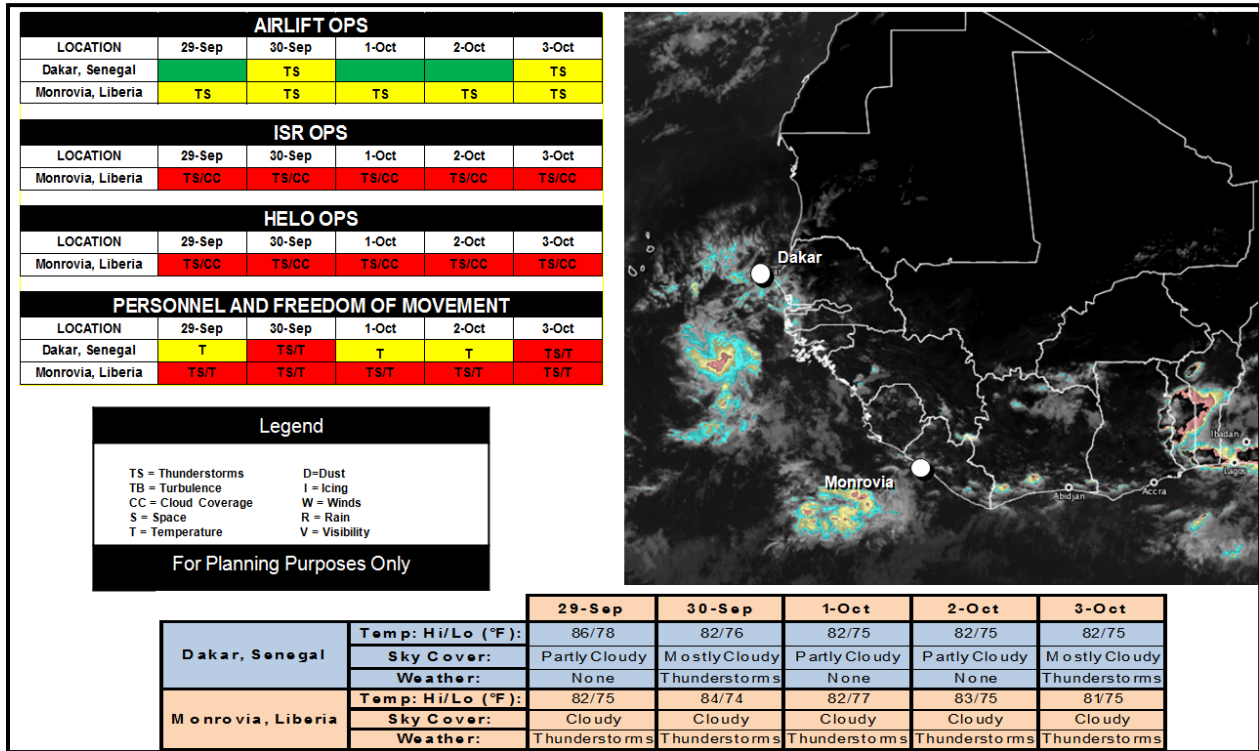 AIRLIFT OPS
LOCATION 29-Sep 30-Sep 1-Oct 2-Oct 3-Oct
Dakar, Senegal TS TS
Monrovia, Liberia TS TS TS TS TS
ISR OPS
LOCATION 29-Sep 30-Sep 1-Oct 2-Oct 3-Oct
Monrovia, Liberia TS/CC TS/CC TS/CC TS/CC TS/CC
HELO OPS
LOCATION 29-Sep 30-Sep 1-Oct 2-Oct 3-Oct
Monrovia, Liberia TS/CC TS/CC TS/CC TS/CC TS/CC
PERSONNEL AND FREEDOM OF MOVEMENT
LOCATION 29-Sep 30-Sep 1-Oct 2-Oct 3-Oct
Dakar, Senegal T TS/T T T TS/T
Monrovia, Liberia TS/T TS/T TS/T TS/T TS/T
Legend
TS = Thunderstorms D=Dust
TB = Turbulence I = Icing
CC = Cloud Coverage W = Winds
S = Space R = Rain
T = Temperature V = Visibility
For Planning Purposes Only
Dakar
Monrovia
Ibadan
Lagos
Accra
Abidjan
29-Sep 30-Sep 1-Oct 2-Oct 3-Oct
Dakar, Senegal
Temp: Hi/Lo (°F): 86/78 82/76 82/75 82/75 82/75
Sky Cover: Partly Cloudy Mostly Cloudy Partly Cloudy Partly Cloudy Mostly Cloudy
Weather: None Thunderstorms None None Thunderstorms
Monrovia, Liberia
Temp: Hi/Lo (°F): 82/75 84/74 82/77 83/75 81/75
Sky Cover: Cloudy Cloudy Cloudy Cloudy Cloudy
Weather: Thunderstorms Thunderstorms Thunderstorms Thunderstorms Thunderstorms